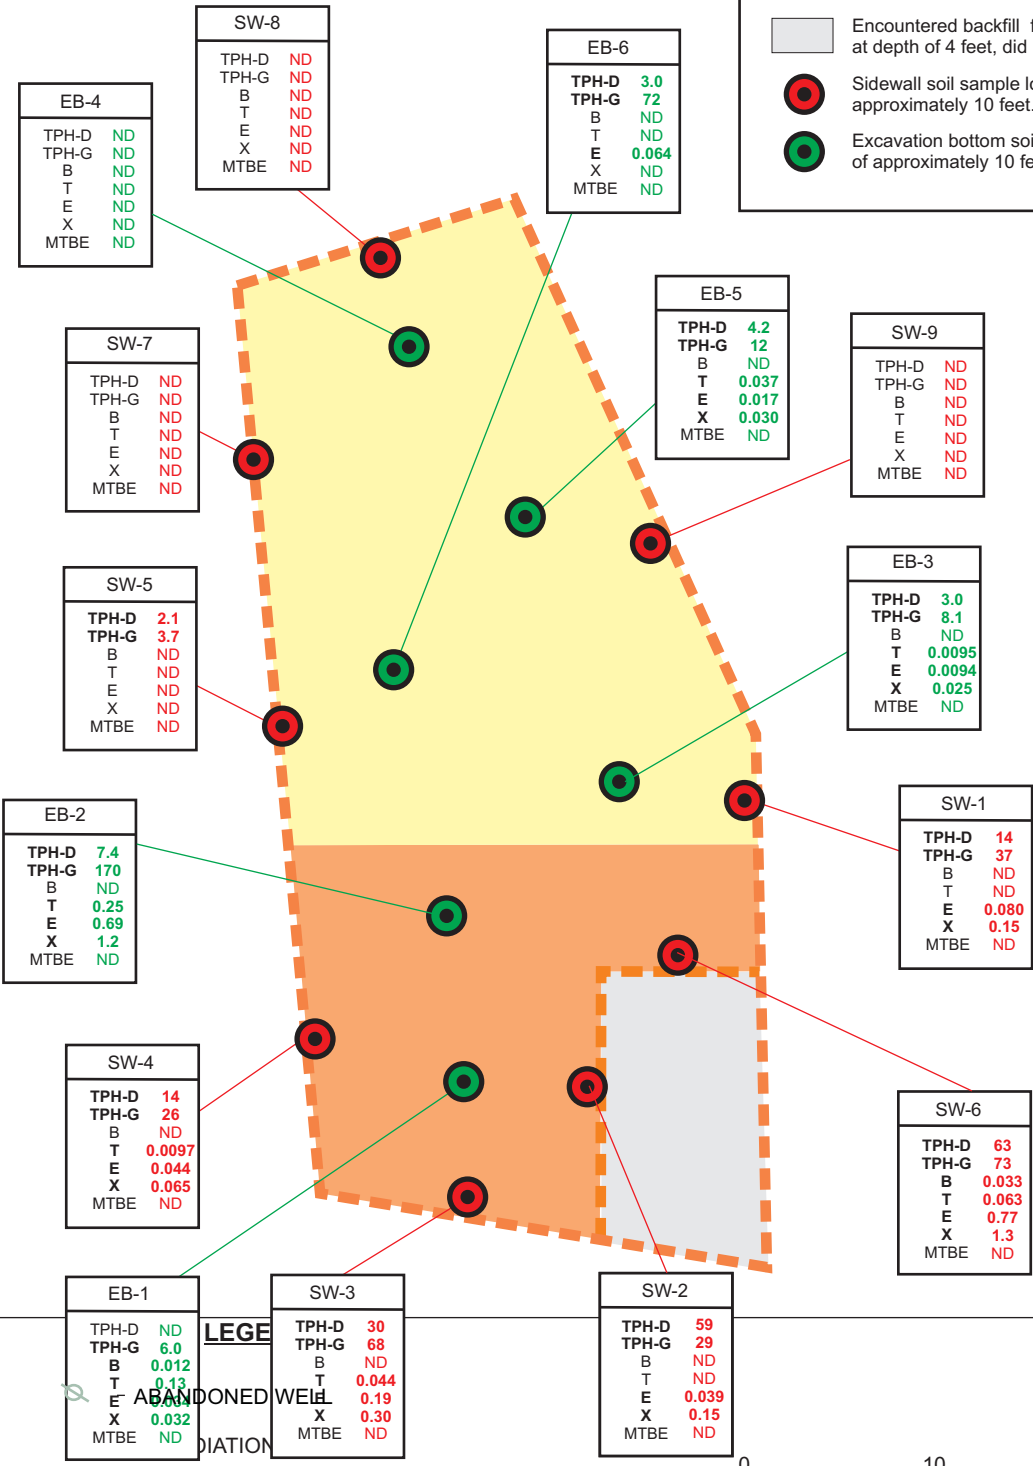 SW-8
TPH-D ND
TPH-G ND
B ND
T ND
E ND
X ND
MTBE ND
EB-6
TPH-D 3.0
TPH-G 72
B ND
T ND
E 0.064
X ND
MTBE ND
Encountered backfill
at depth of 4 feet, did
Sidewall soil sample
approximately 10 feet.
Excavation bottom
of approximately 10
EB-4
TPH-D ND
TPH-G ND
B ND
T ND
E ND
X ND
MTBE ND
EB-5
TPH-D 4.2
TPH-G 12
B ND
T 0.037
E 0.017
X 0.030
MTBE ND
SW-7
TPH-D ND
TPH-G ND
B ND
T ND
E ND
X ND
MTBE ND
SW-9
TPH-D ND
TPH-G ND
B ND
T ND
E ND
X ND
MTBE ND
SW-5
TPH-D 2.1
TPH-G 3.7
B ND
T ND
E ND
X ND
MTBE ND
EB-3
TPH-D 3.0
TPH-G 8.1
B ND
T 0.0095
E 0.0094
X 0.025
MTBE ND
EB-2
TPH-D 7.4
TPH-G 170
B ND
T 0.25
E 0.69
X 1.2
MTBE ND
SW-1
TPH-D 14
TPH-G 37
B ND
T ND
E 0.080
X 0.15
MTBE ND
SW-4
TPH-D 14
TPH-G 26
B ND
T 0.0097
E 0.044
X 0.065
MTBE ND
SW-6
TPH-D 63
TPH-G 73
B 0.033
T 0.063
E 0.77
X 1.3
MTBE ND
EB-1
TPH-D ND
TPH-G 6.0
B 0.012
T 0.13
E
X 0.032
MTBE ND
SW-3
TPH-D 30
TPH-G 68
B ND
T 0.044
E 0.19
X 0.30
MTBE ND
SW-2
TPH-D 59
TPH-G 29
B ND
T ND
E 0.039
X 0.15
MTBE ND
LEGE
- ABANDONED WELL
DIATION
0 10